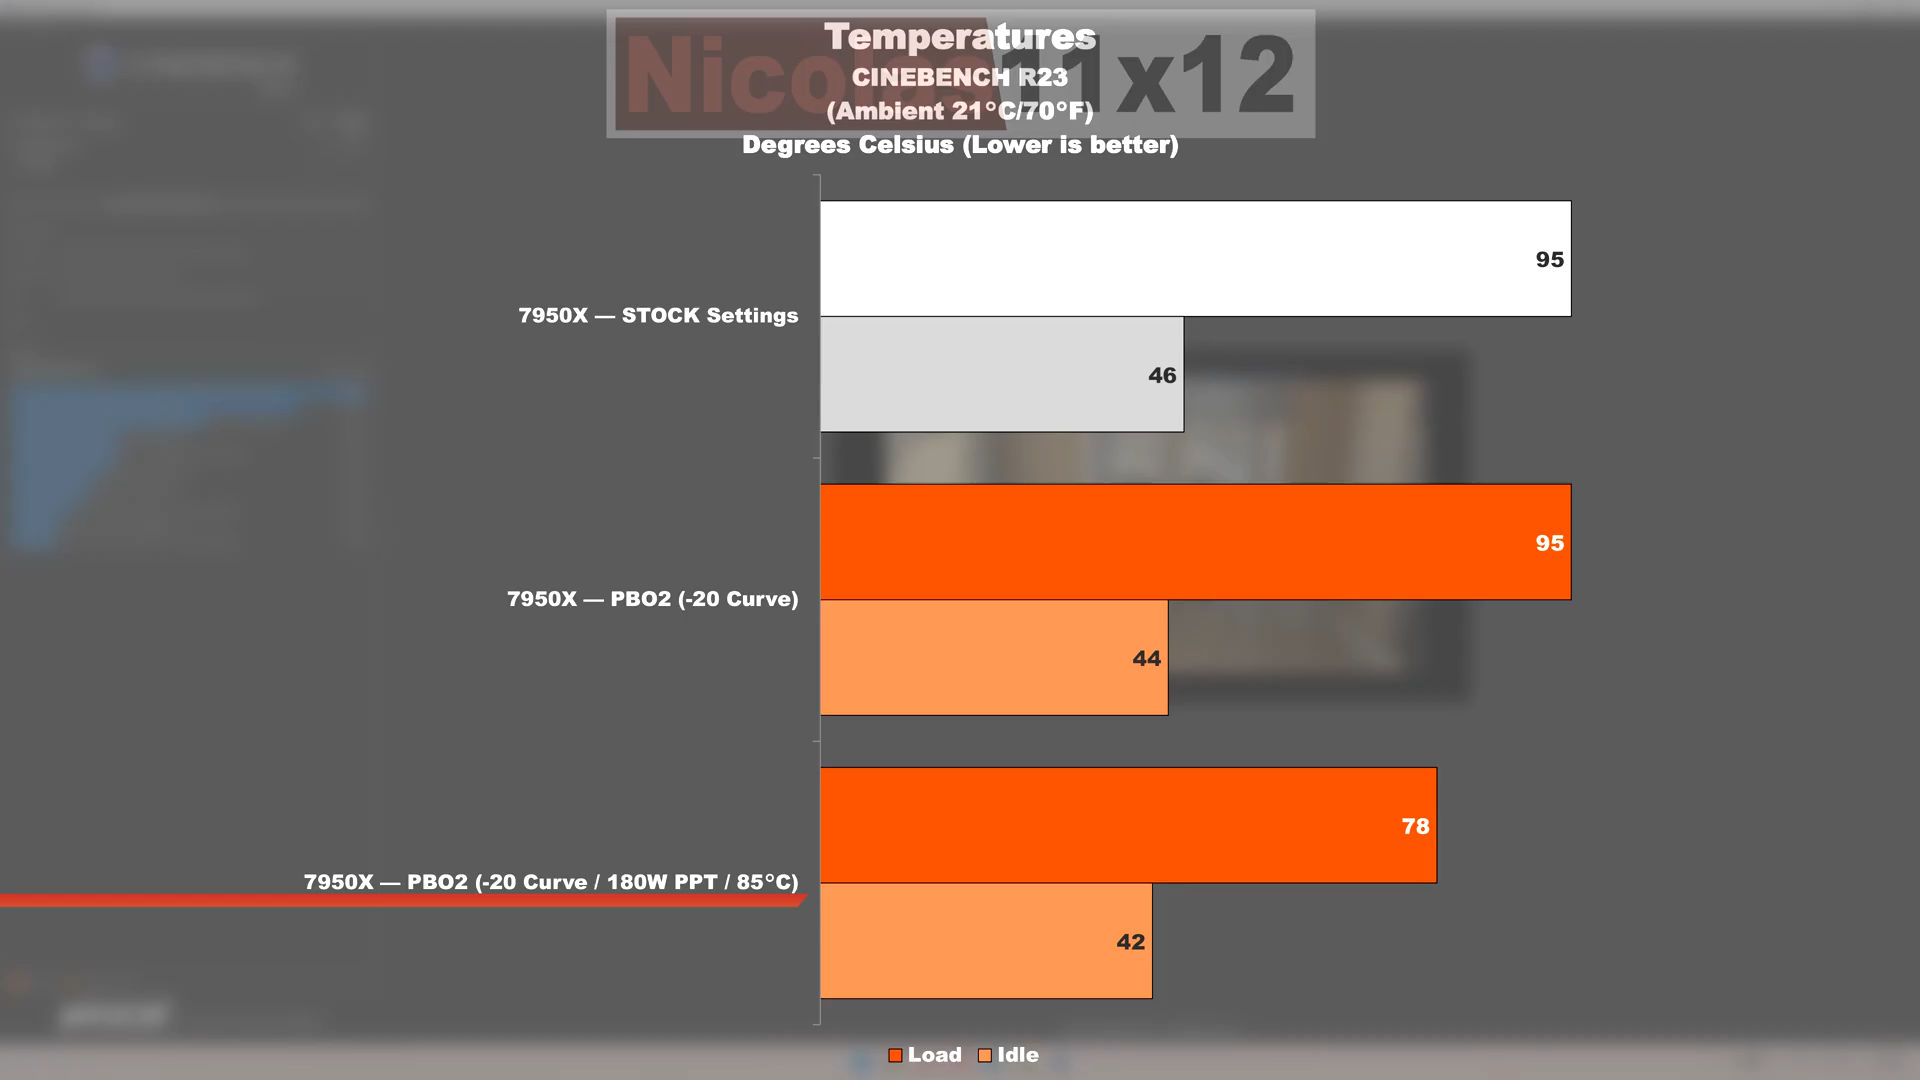 Nicolas11x12
Temperatures
CINEBENCH R23
(Ambient 21°C/70°F)
Degrees Celsius (Lower is better)
95
7950X — STOCK Settings
46
95
7950X — PBO2 (-20 Curve)
44
78
7950X — PBO2 (-20 Curve / 180W PPT / 85°C)
42
Load Idle